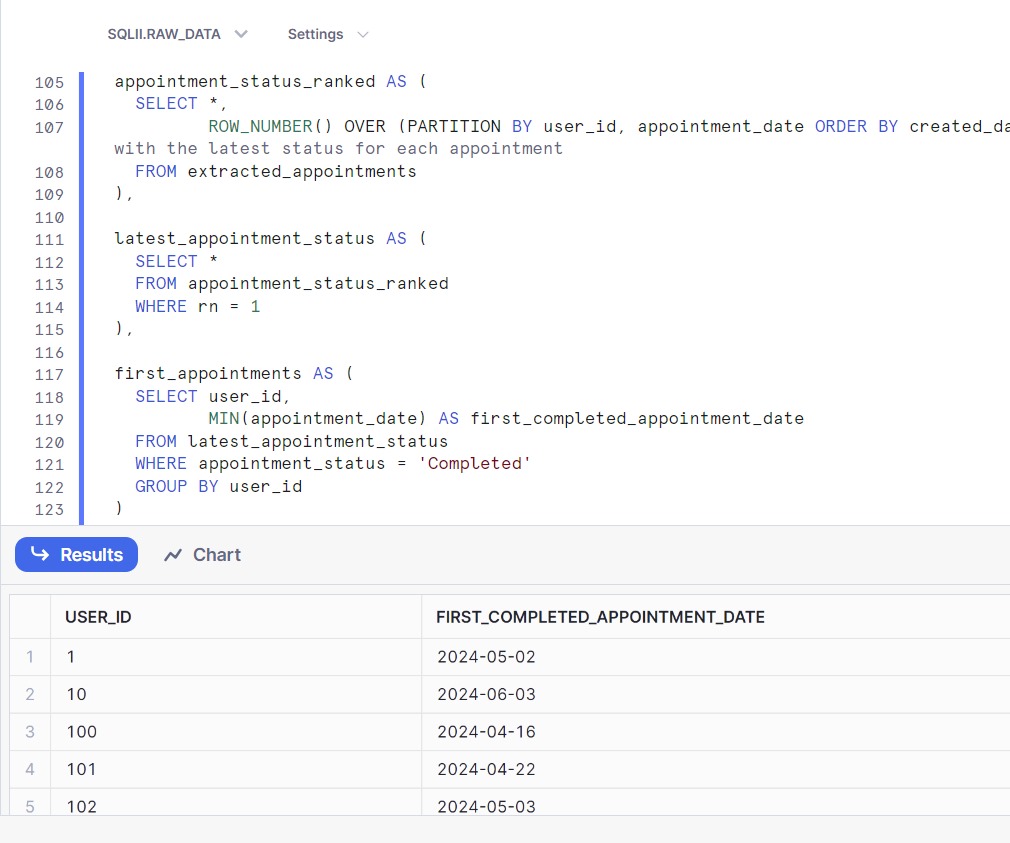 SQLII.RAW_DATA Settings
105 appointment_status_ranked AS (
106 SELECT *,
107 ROW_NUMBER() OVER (PARTITION BY user_id, appointment_date ORDER BY created_da
with the latest status for each appointment
108 FROM extracted_appointments
109 ),
110
111 latest_appointment_status AS (
112 SELECT *
113 FROM appointment_status_ranked
114 WHERE rn = 1
115 ),
116
117 first_appointments AS (
118 SELECT user_id,
119 MIN(appointment_date) AS first_completed_appointment_date
120 FROM latest_appointment_status
121 WHERE appointment_status = 'Completed'
122 GROUP BY user_id
123 )
Results Chart
USER_ID FIRST_COMPLETED_APPOINTMENT_DATE
1 1 2024-05-02
2 10 2024-06-03
3 100 2024-04-16
4 101 2024-04-22
5 102 2024-05-03